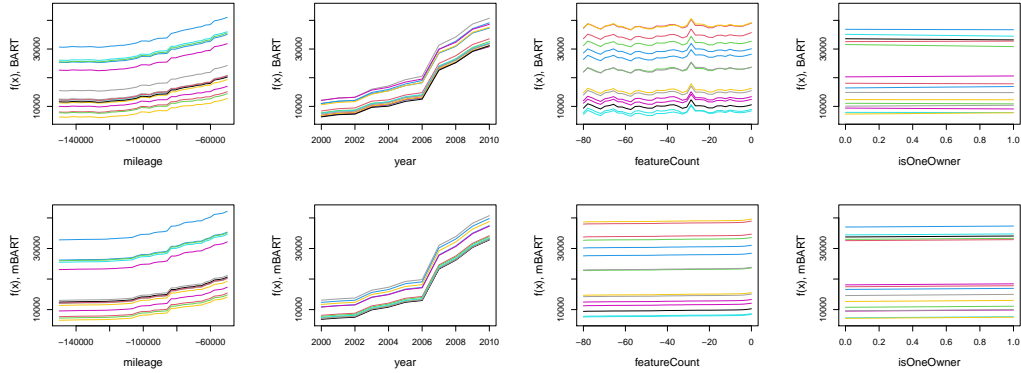 f(x), BART
10000 30000
−140000 −100000 −60000
mileage
f(x), BART
10000 30000
2000 2002 2004 2006 2008 2010
year
f(x), BART
10000 30000
−80 −60 −40 −20 0
featureCount
f(x), BART
10000 30000
0.0 0.2 0.4 0.6 0.8 1.0
isOneOwner
f(x), mBART
10000 30000
−140000 −100000 −60000
mileage
f(x), mBART
10000 30000
2000 2002 2004 2006 2008 2010
year
f(x), mBART
10000 30000
−80 −60 −40 −20 0
featureCount
f(x), mBART
10000 30000
0.0 0.2 0.4 0.6 0.8 1.0
isOneOwner